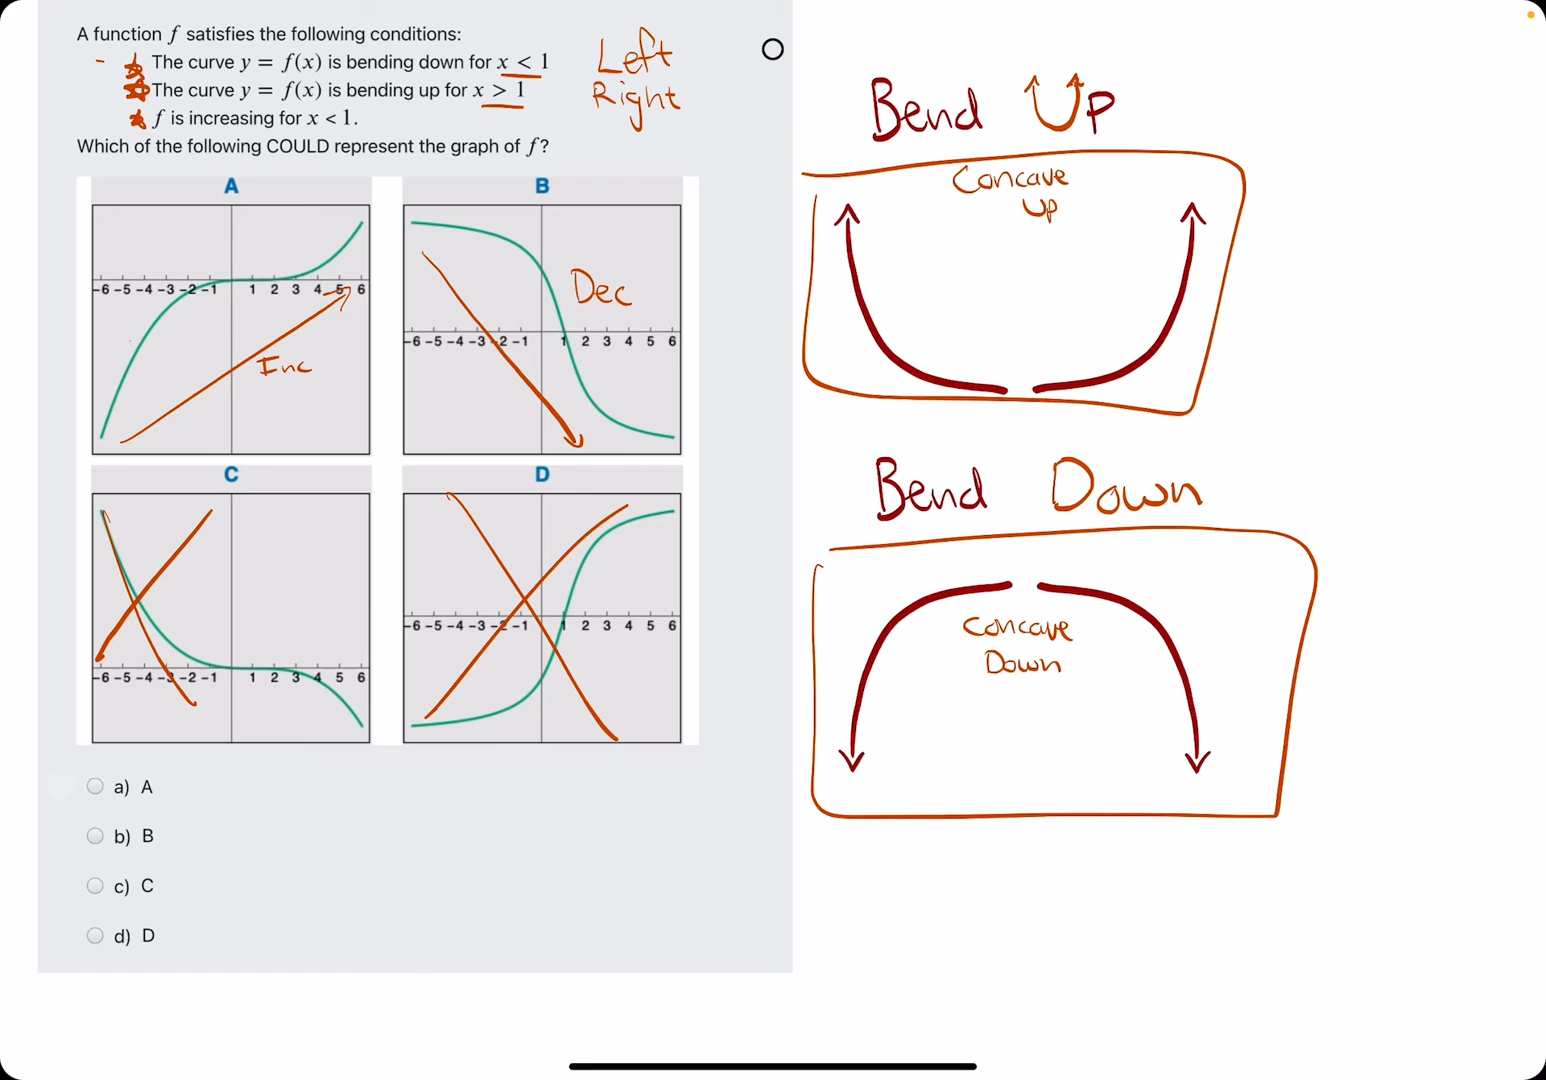 A function f satisfies the following conditions:
The curve y = f(x) is bending down for x < 1
The curve y = f(x) is bending up for x > 1
f is increasing for x < 1.
Which of the following COULD represent the graph of f?
Left
Right
A
-6 -5 -4 -3 -2 -1 1 2 3 4 5 6
Inc
B
Dec
-6 -5 -4 -3 -2 -1 1 2 3 4 5 6
C
-6 -5 -4 -3 -2 -1 1 2 3 4 5 6
D
-6 -5 -4 -3 -2 -1 1 2 3 4 5 6
a) A
b) B
c) C
d) D
Bend Up
Concave
Up
Bend Down
Concave
Down